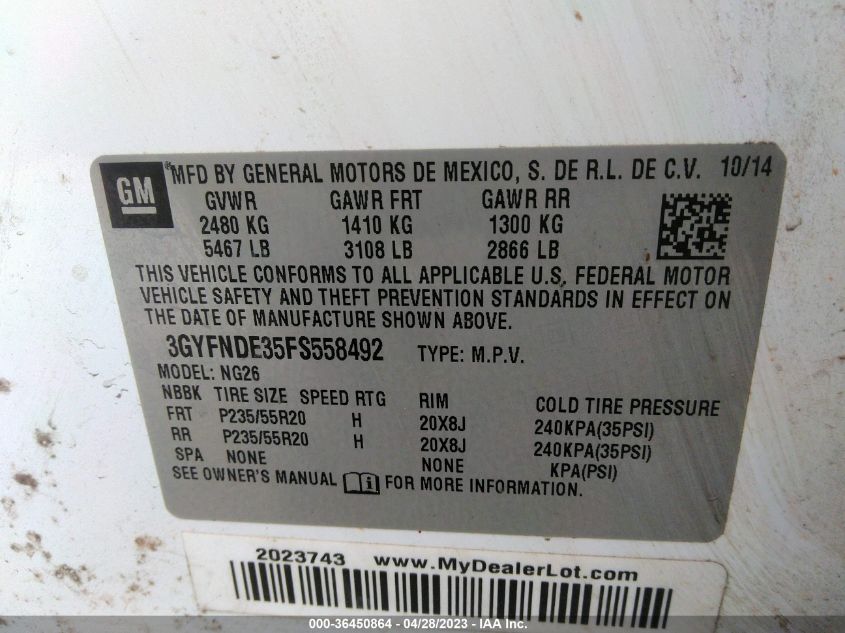 GM
®MFD BY GENERAL MOTORS DE MEXICO, S. DE R.L. DE C.V. 10/14
GVWR GAWR FRT GAWR RR
2480 KG 1410 KG 1300 KG
5467 LB 3108 LB 2866 LB
THIS VEHICLE CONFORMS TO ALL APPLICABLE U.S. FEDERAL MOTOR
VEHICLE SAFETY AND THEFT PREVENTION STANDARDS IN EFFECT ON
THE DATE OF MANUFACTURE SHOWN ABOVE.
3GYFNDE35FS558492 TYPE: M.P.V.
MODEL: NG26
NBBK TIRE SIZE SPEED RTG RIM COLD TIRE PRESSURE
FRT P235/55R20 H 20X8J 240KPA(35PSI)
RR P235/55R20 H 20X8J 240KPA(35PSI)
SPA NONE NONE KPA(PSI)
SEE OWNER'S MANUAL i FOR MORE INFORMATION.
2023743 www.MyDealerLot.com
000-36450864 / 04/28/2023 - IAA Inc.